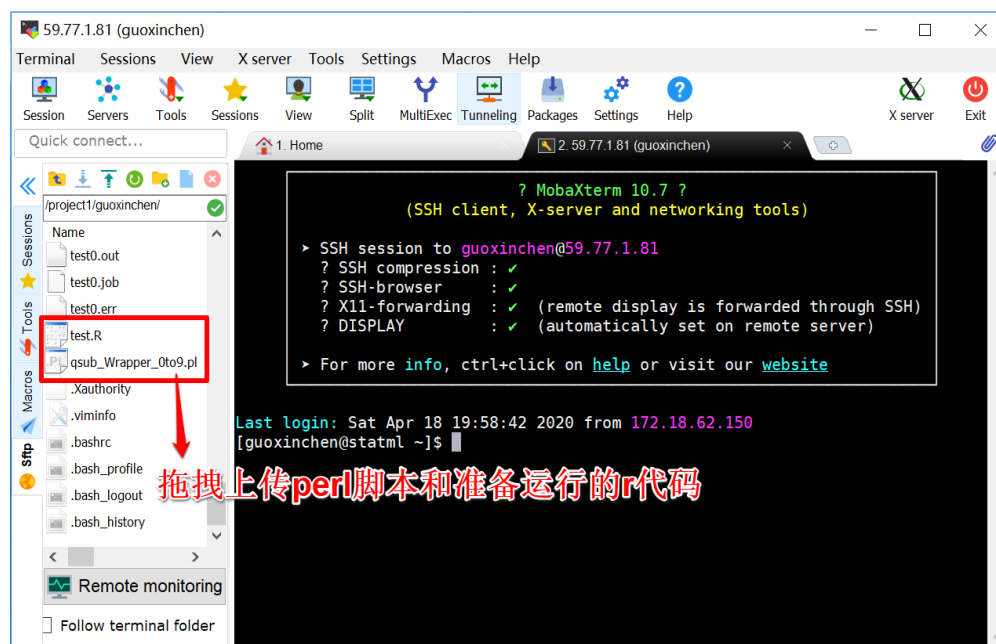 59.77.1.81 (guoxinchen)
Terminal Sessions View X server Tools Settings Macros Help
Session Servers Tools Sessions View Split MultiExec Tunneling Packages Settings Help X server Exit
Quick connect...
1. Home
2. 59.77.1.81 (guoxinchen)
/project1/guoxinchen/
Name
test0.out
test0.job
test0.err
test.R
qsub_Wrapper_0to9.pl
.Xauthority
.viminfo
.bashrc
.bash_profile
.bash_logout
.bash_history
Sessions
Tools
Macros
Sftp
Remote monitoring
Follow terminal folder
? MobaXterm 10.7 ?
(SSH client, X-server and networking tools)
➤ SSH session to guoxinchen@59.77.1.81
? SSH compression : ✔
? SSH-browser : ✔
? X11-forwarding : ✔ (remote display is forwarded through SSH)
? DISPLAY : ✔ (automatically set on remote server)
➤ For more info, ctrl+click on help or visit our website
Last login: Sat Apr 18 19:58:42 2020 from 172.18.62.150
[guoxinchen@statml ~]$
拖拽上传perl脚本和准备运行的r代码